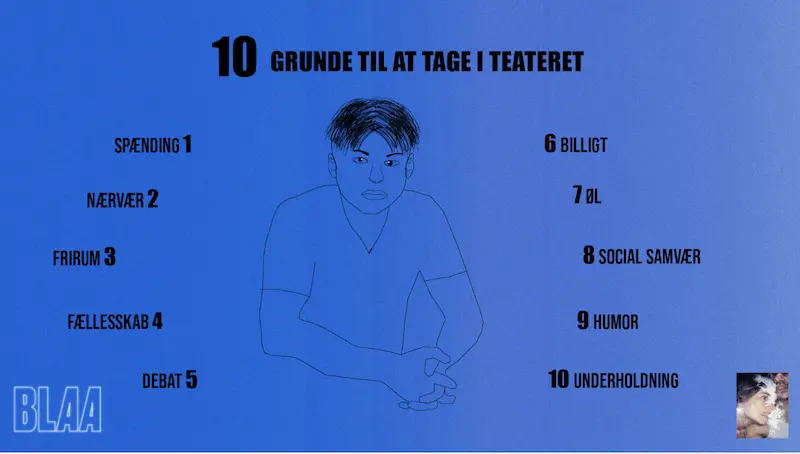 10 GRUNDE TIL AT TAGE I TEATERET
SPÆNDING 1
NÆRVÆR 2
FRIRUM 3
FÆLLESSKAB 4
DEBAT 5
6 BILLIGT
7 ØL
8 SOCIAL SAMVÆR
9 HUMOR
10 UNDERHOLDNING
BLAA